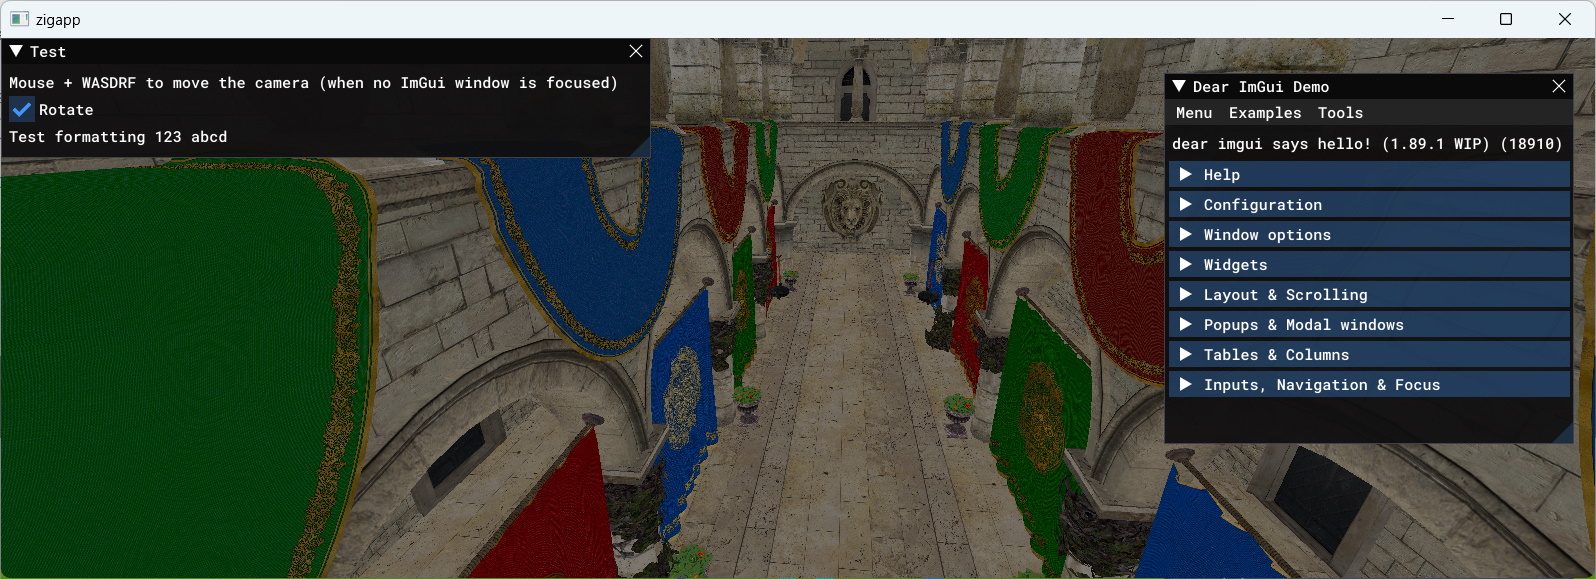 zigapp
Test
Mouse + WASDRF to move the camera (when no ImGui window is focused)
Rotate
Test formatting 123 abcd
Dear ImGui Demo
Menu Examples Tools
dear imgui says hello! (1.89.1 WIP) (18910)
Help
Configuration
Window options
Widgets
Layout & Scrolling
Popups & Modal windows
Tables & Columns
Inputs, Navigation & Focus